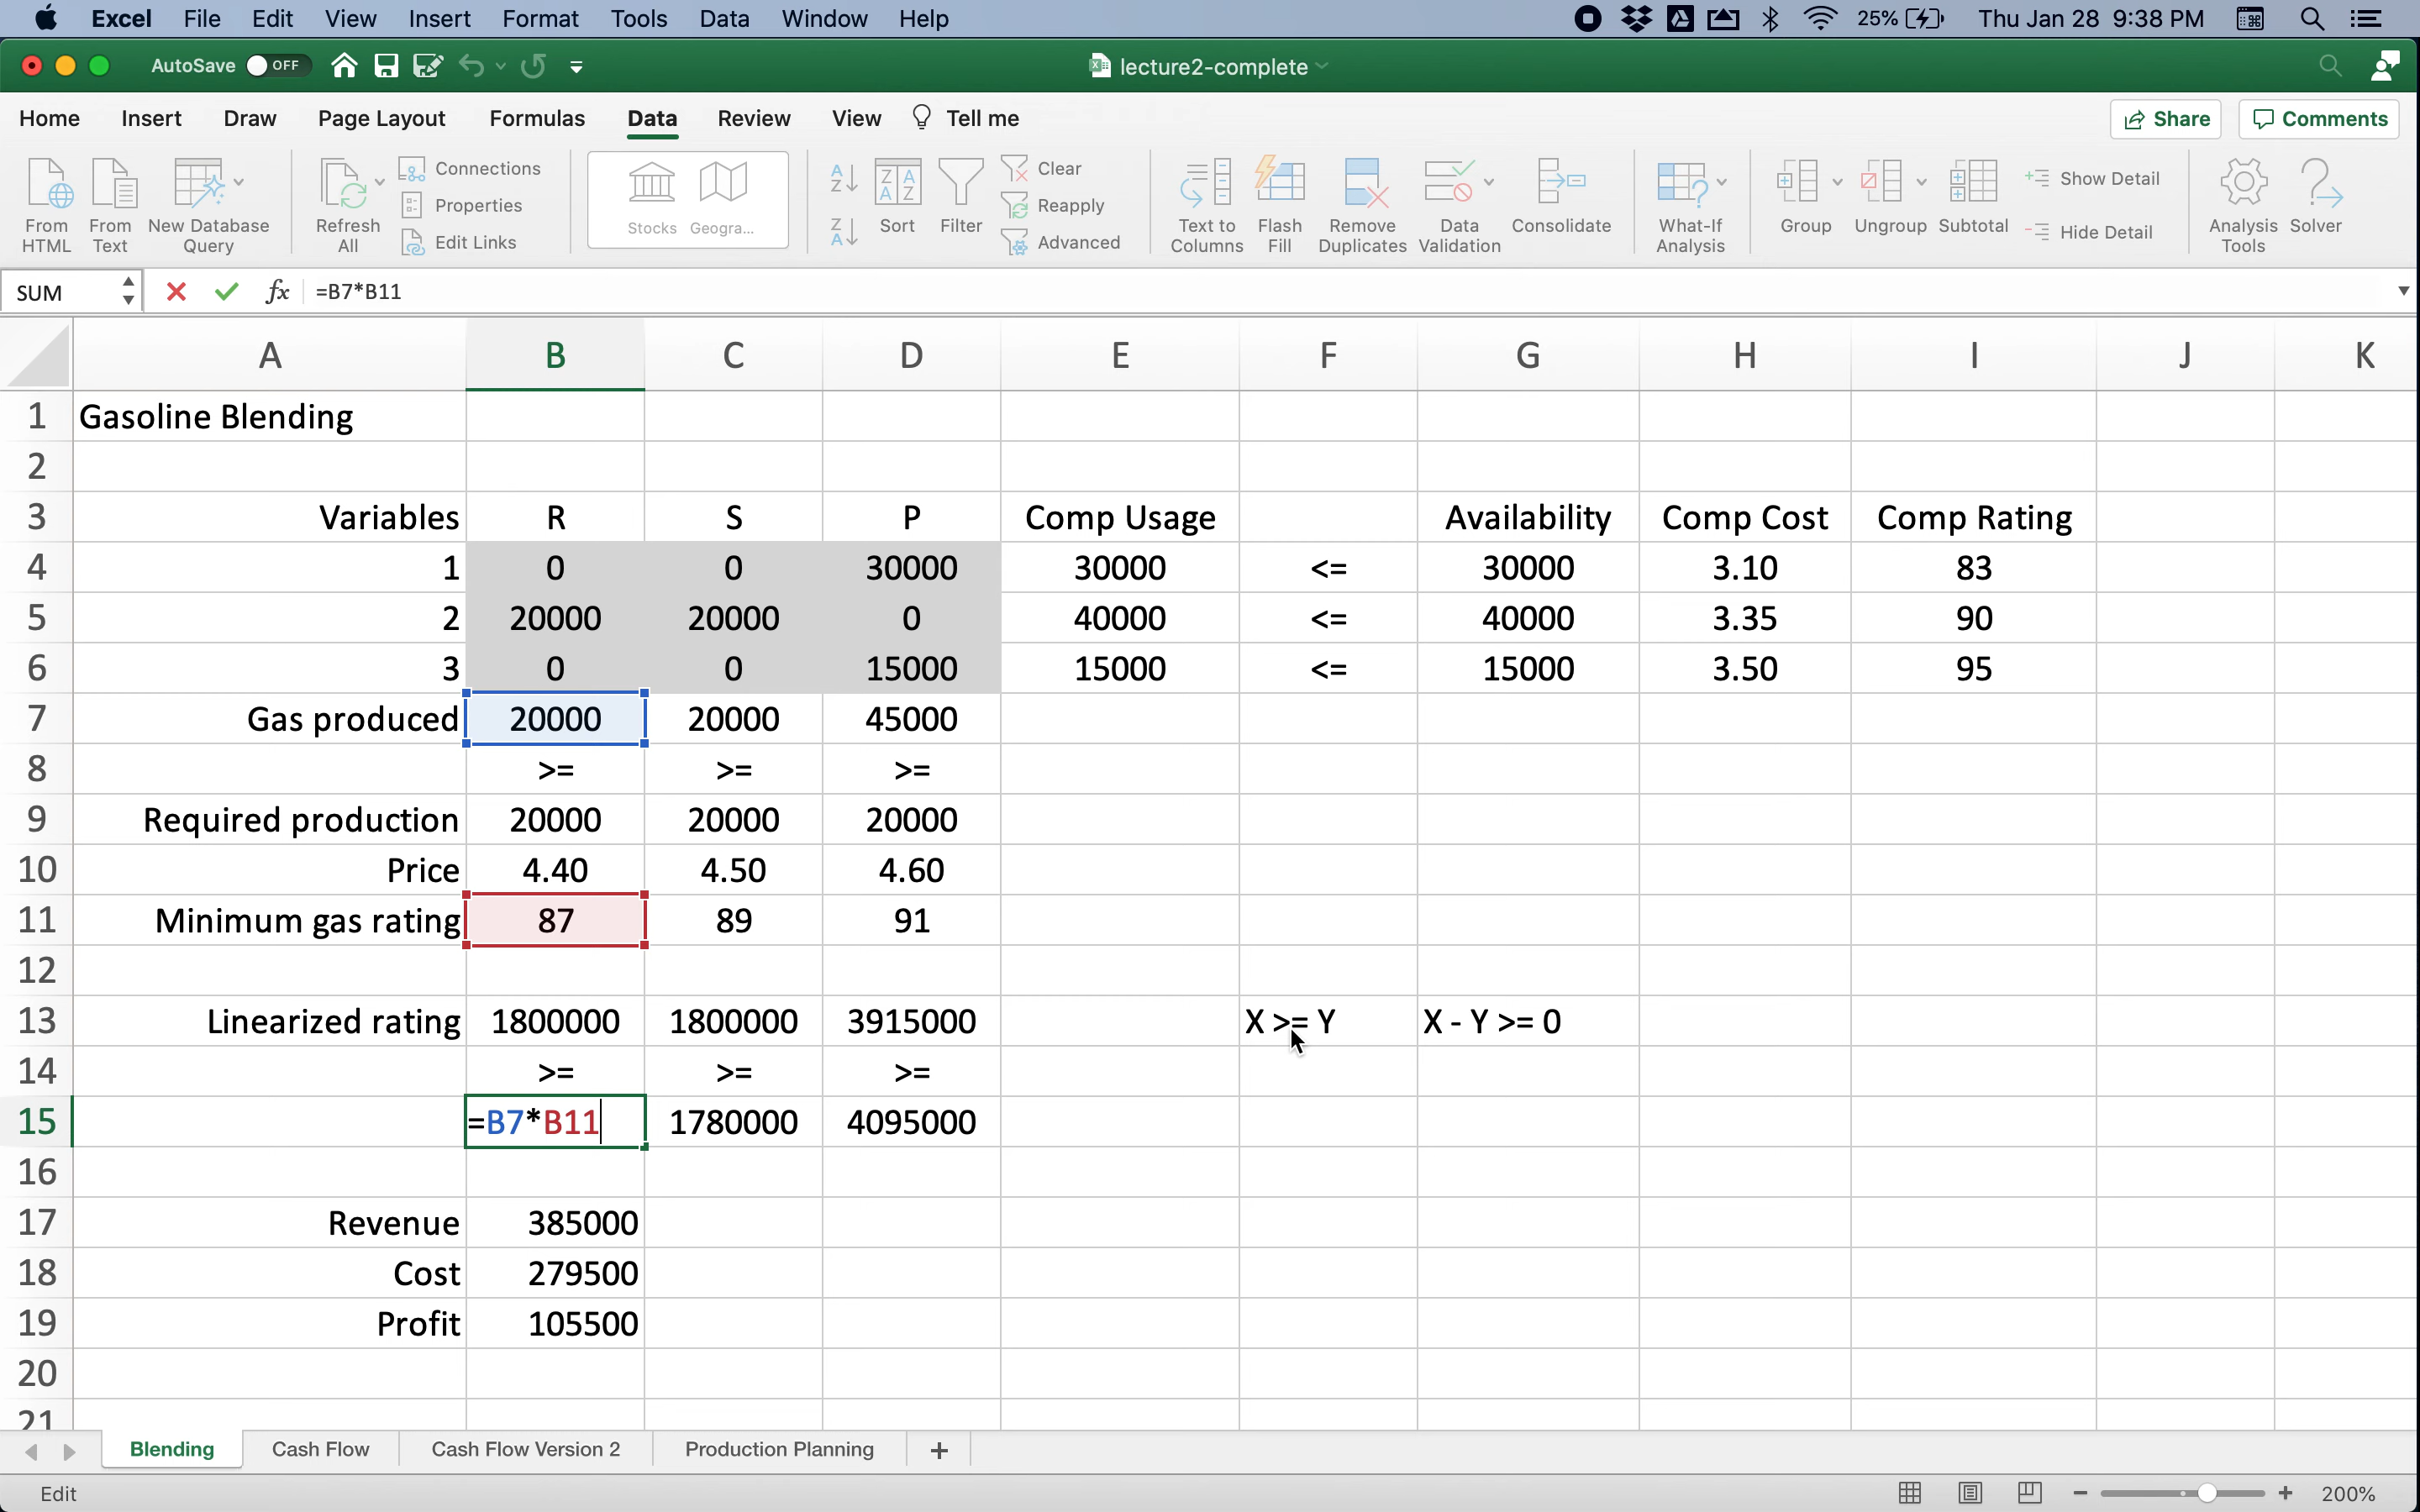 Excel File Edit View Insert Format Tools Data Window Help 25% Thu Jan 28 9:38 PM
AutoSave OFF lecture2-complete
Home Insert Draw Page Layout Formulas Data Review View Tell me Share Comments
From HTML
From Text
New Database Query
Refresh All
Connections
Properties
Edit Links
Stocks Geogra...
Sort
Filter
Clear
Reapply
Advanced
Text to Columns
Flash Fill
Remove Duplicates
Data Validation
Consolidate
What-If Analysis
Group
Ungroup
Subtotal
Show Detail
Hide Detail
Analysis Tools
Solver
SUM fx =B7*B11
A B C D E F G H I J K
1 Gasoline Blending
2
3 Variables R S P Comp Usage Availability Comp Cost Comp Rating
4 1 0 0 30000 30000 <= 30000 3.10 83
5 2 20000 20000 0 40000 <= 40000 3.35 90
6 3 0 0 15000 15000 <= 15000 3.50 95
7 Gas produced 20000 20000 45000
8 >= >= >=
9 Required production 20000 20000 20000
10 Price 4.40 4.50 4.60
11 Minimum gas rating 87 89 91
12
13 Linearized rating 1800000 1800000 3915000 X >= Y X - Y >= 0
14 >= >= >=
15 =B7*B11 1780000 4095000
16
17 Revenue 385000
18 Cost 279500
19 Profit 105500
20
21
Blending Cash Flow Cash Flow Version 2 Production Planning +
Edit 200%